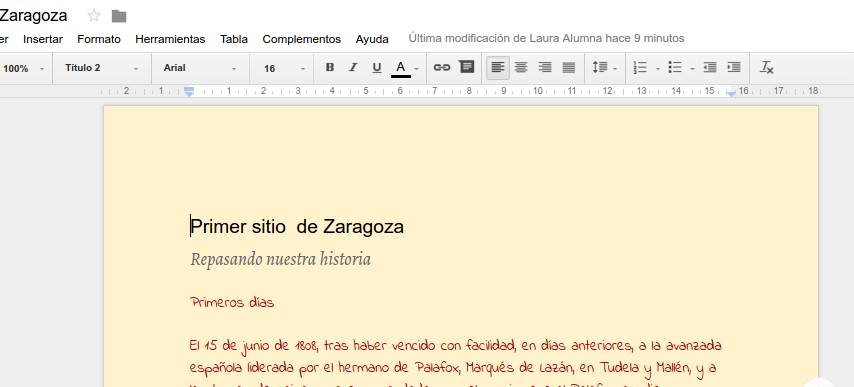 Zaragoza
er Insertar Formato Herramientas Tabla Complementos Ayuda Última modificación de Laura Alumna hace 9 minutos
100% Título 2 Arial 16 B I U A
2 1 1 2 3 4 5 6 7 8 9 10 11 12 13 14 15 16 17 18
Primer sitio de Zaragoza
Repasando nuestra historia
Primeros días
El 15 de junio de 1808, tras haber vencido con facilidad, en días anteriores, a la avanzada
española liderada por el hermano de Palafox, Marqués de Lazán, en Tudela y Mallén, y a